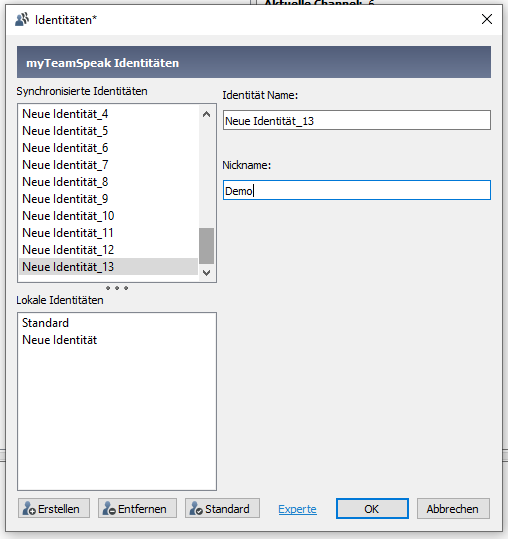 Aktuelle Channel: 6
Identitäten*
myTeamSpeak Identitäten
Synchronisierte Identitäten
Neue Identität_4
Neue Identität_5
Neue Identität_6
Neue Identität_7
Neue Identität_8
Neue Identität_9
Neue Identität_10
Neue Identität_11
Neue Identität_12
Neue Identität_13
Identität Name:
Neue Identität_13
Nickname:
Demo
Lokale Identitäten
Standard
Neue Identität
Erstellen
Entfernen
Standard
Experte
OK
Abbrechen